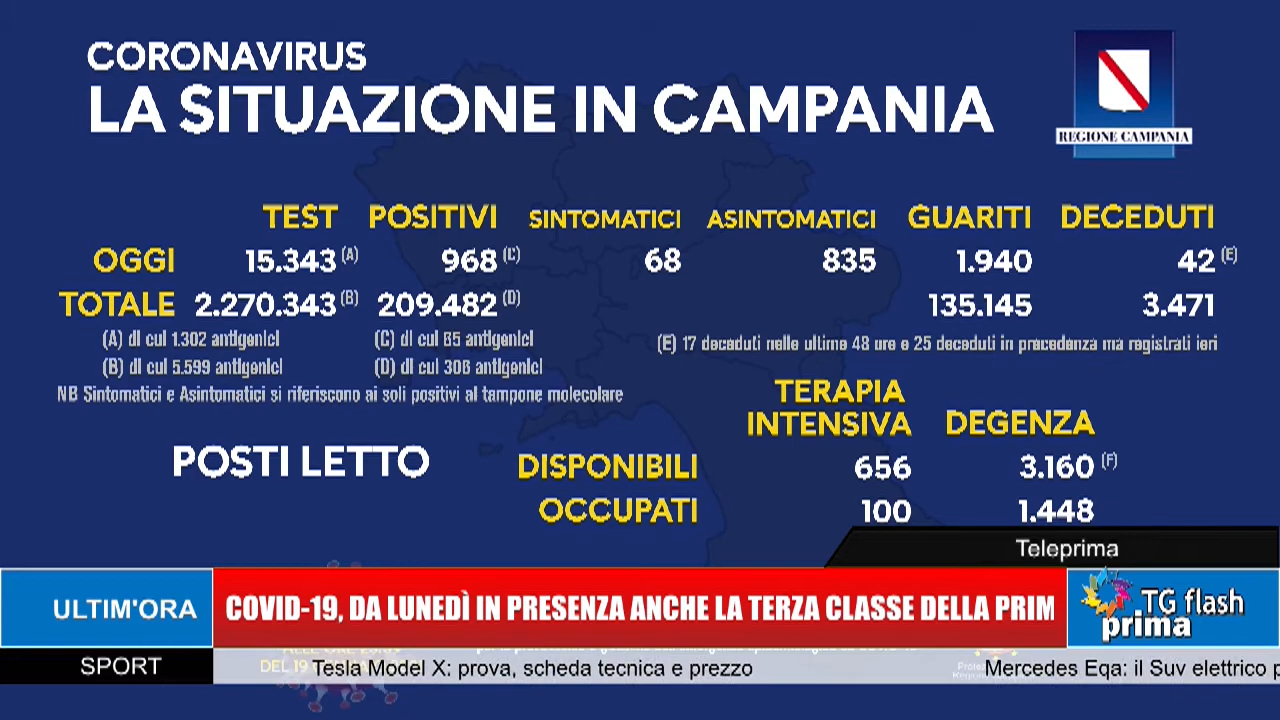 CORONAVIRUS
LA SITUAZIONE IN CAMPANIA
REGIONE CAMPANIA
TEST POSITIVI SINTOMATICI ASINTOMATICI GUARITI DECEDUTI
OGGI 15.343 (A) 968 (C) 68 835 1.940 42 (E)
TOTALE 2.270.343 (B) 209.482 (D) 135.145 3.471
(A) di cui 1.302 antigenici (C) di cui 65 antigenici (E) 17 deceduti nelle ultime 48 ore e 25 deceduti in precedenza ma registrati ieri
(B) di cui 5.599 antigenici (D) di cui 306 antigenici
NB Sintomatici e Asintomatici si riferiscono ai soli positivi al tampone molecolare
TERAPIA
INTENSIVA DEGENZA
POSTI LETTO DISPONIBILI 656 3.160 (F)
OCCUPATI 100 1.448
Teleprima
ULTIM'ORA COVID-19, DA LUNEDÌ IN PRESENZA ANCHE LA TERZA CLASSE DELLA PRIM TG flash
prima
DEL 19
SPORT Tesla Model X: prova, scheda tecnica e prezzo Mercedes Eqa: il Suv elettrico p